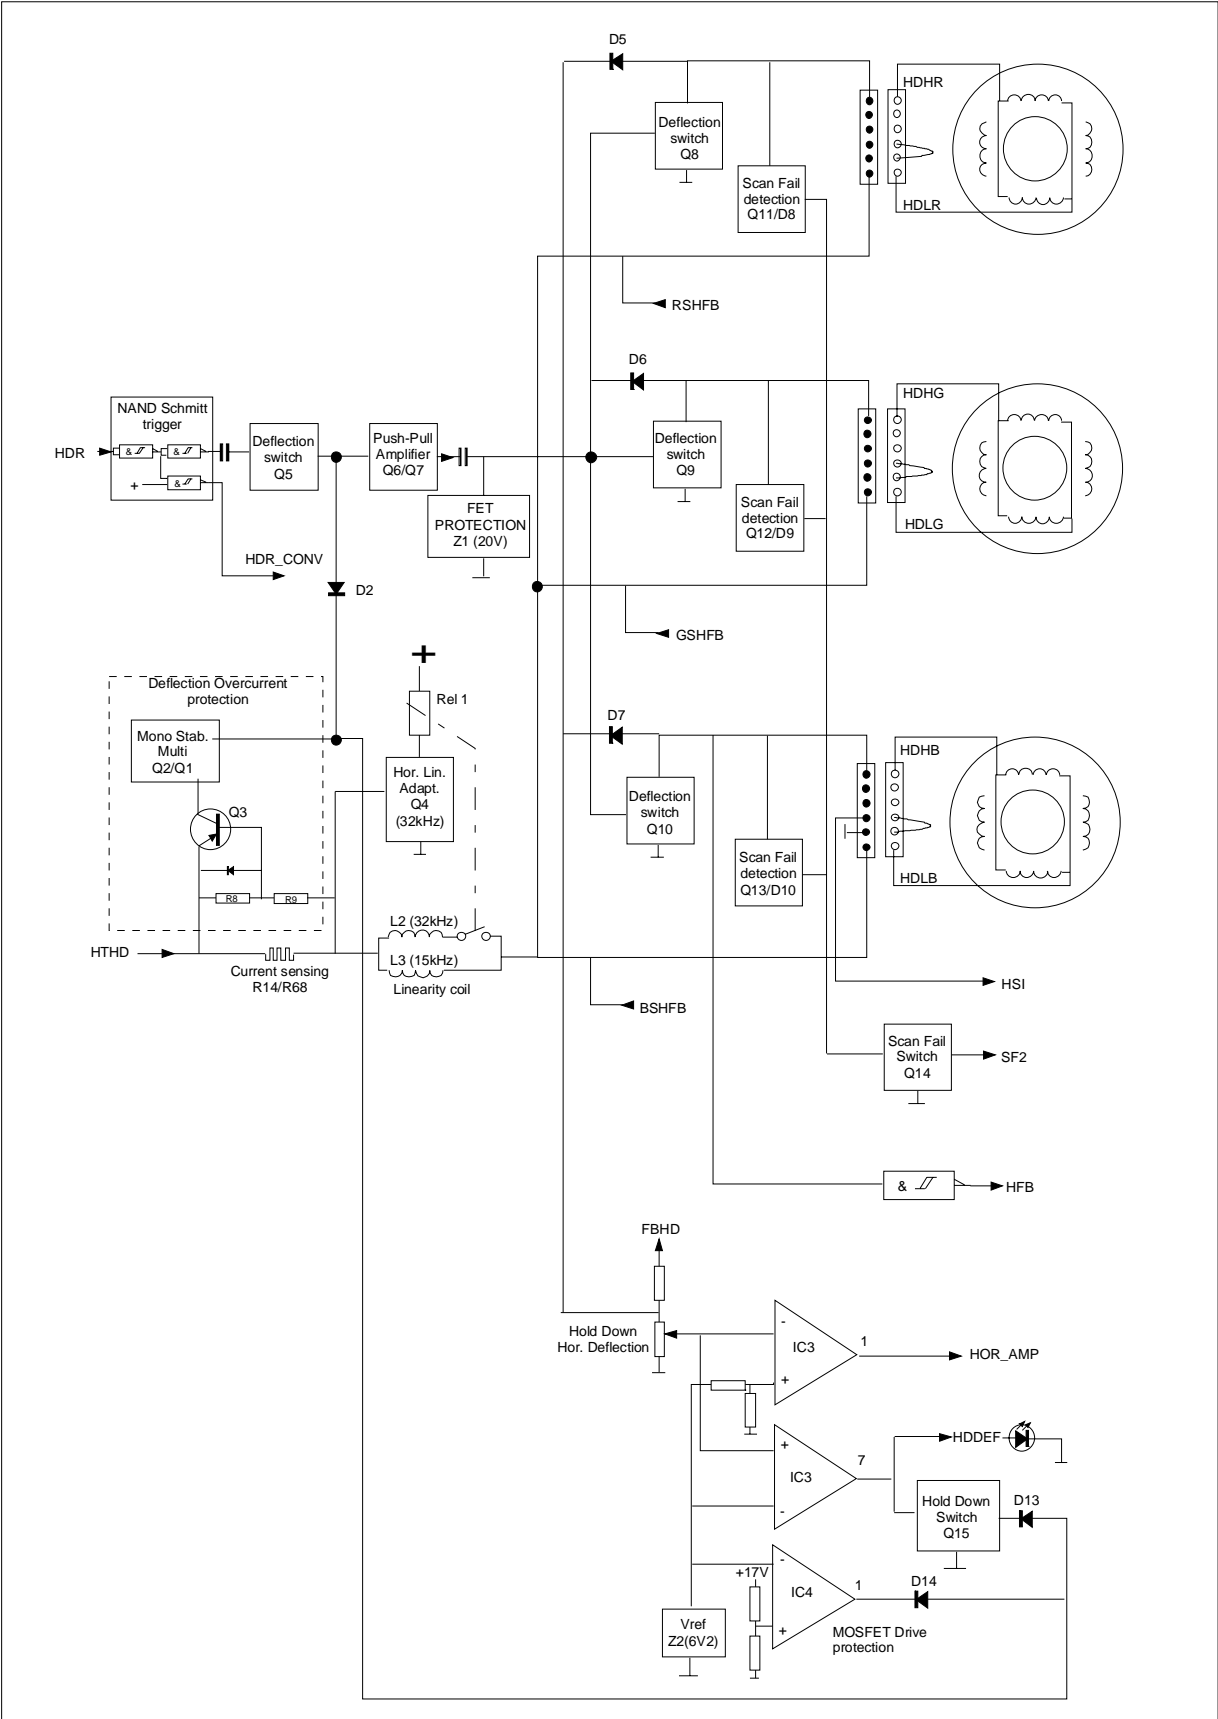 D5
HDHR
Deflection
switch
Q8
Scan Fail
detection
Q11/D8
HDLR
RSHFB
D6
HDHG
NAND Schmitt
trigger
HDR
&
&
&
+
Deflection
switch
Q5
Push-Pull
Amplifier
Q6/Q7
Deflection
switch
Q9
Scan Fail
detection
Q12/D9
FET
PROTECTION
Z1 (20V)
HDLG
HDR_CONV
D2
GSHFB
+
Rel 1
Deflection Overcurrent
protection
Mono Stab.
Multi
Q2/Q1
D7
HDHB
Hor. Lin.
Adapt.
Q4
(32kHz)
Deflection
switch
Q10
Q3
Scan Fail
detection
Q13/D10
HDLB
R8
R9
L2 (32kHz)
HTHD
L3 (15kHz)
Current sensing
R14/R68
Linearity coil
HSI
BSHFB
Scan Fail
Switch
Q14
SF2
&
HFB
FBHD
Hold Down
Hor. Deflection
-
IC3
+
1
HOR_AMP
+
IC3
-
7
HDDEF
Hold Down
Switch
Q15
D13
+17V
-
IC4
+
1
D14
Vref
Z2(6V2)
MOSFET Drive
protection